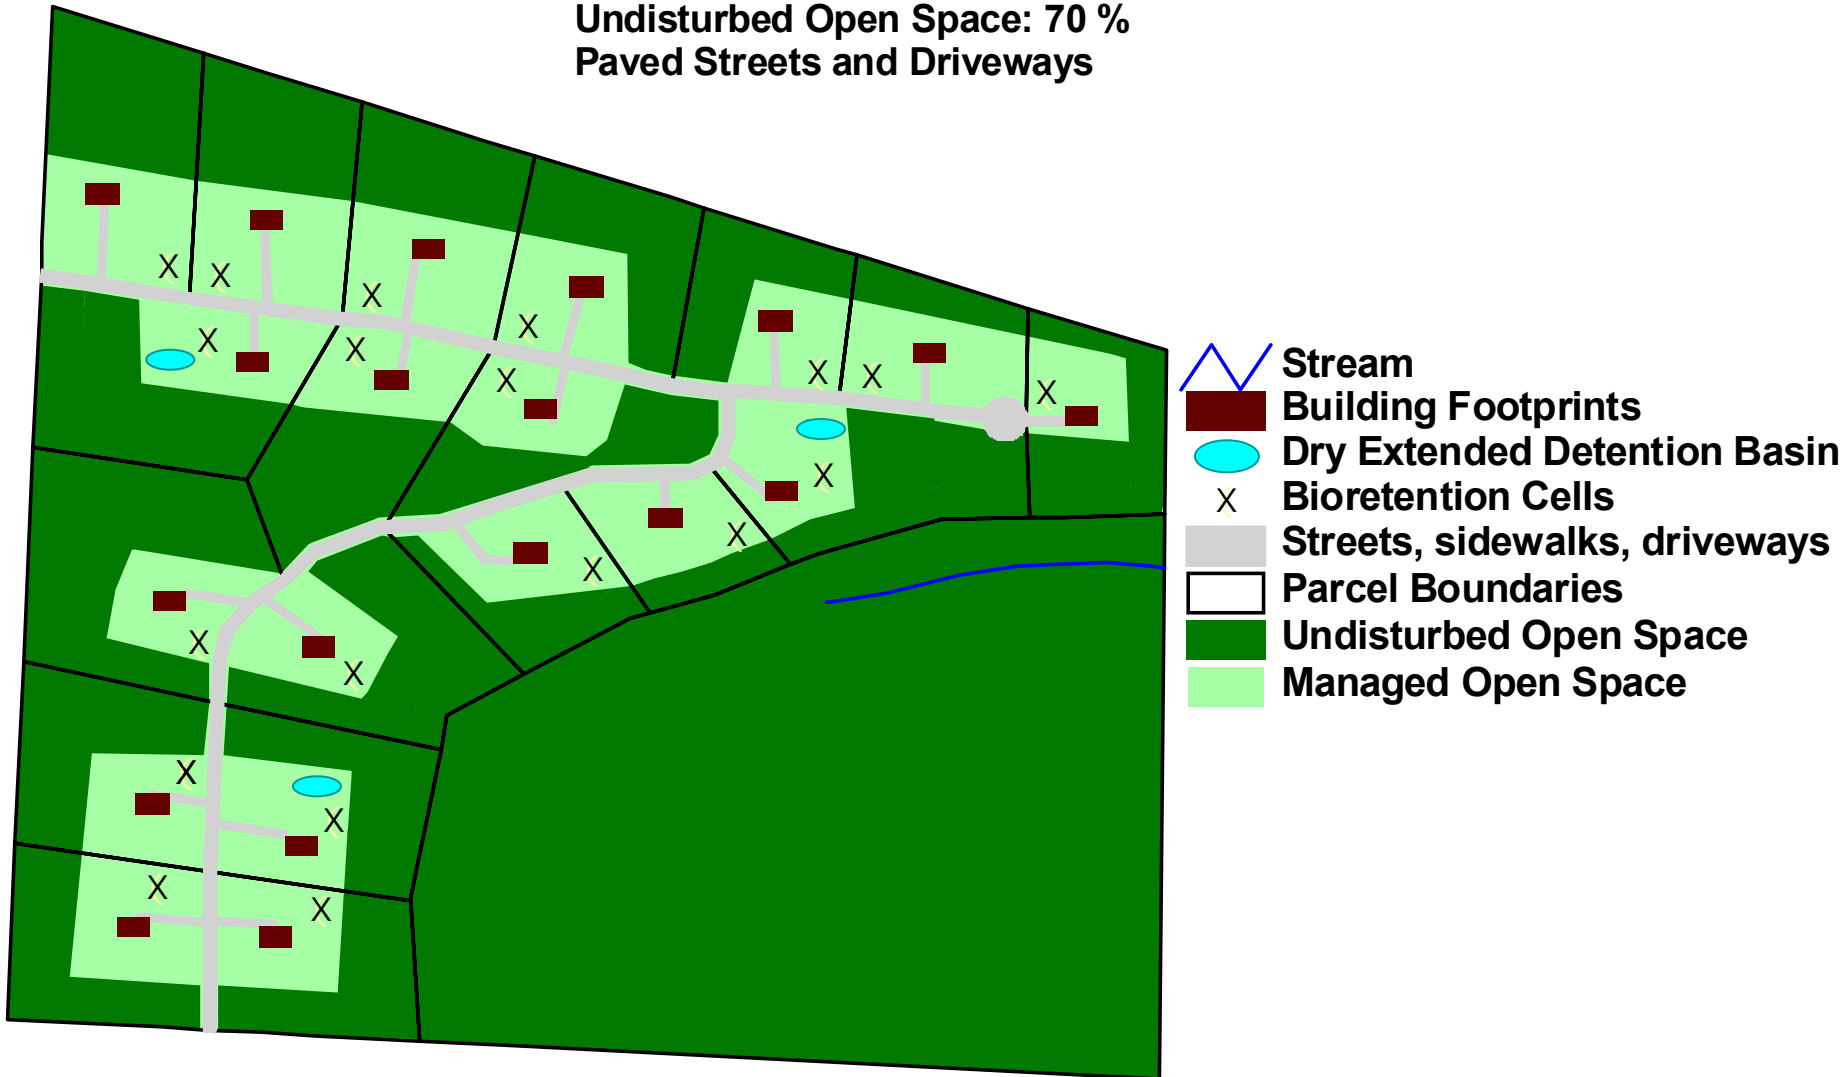 Undisturbed Open Space: 70 %
Paved Streets and Driveways
Stream
Building Footprints
Dry Extended Detention Basin
X Bioretention Cells
Streets, sidewalks, driveways
Parcel Boundaries
Undisturbed Open Space
Managed Open Space